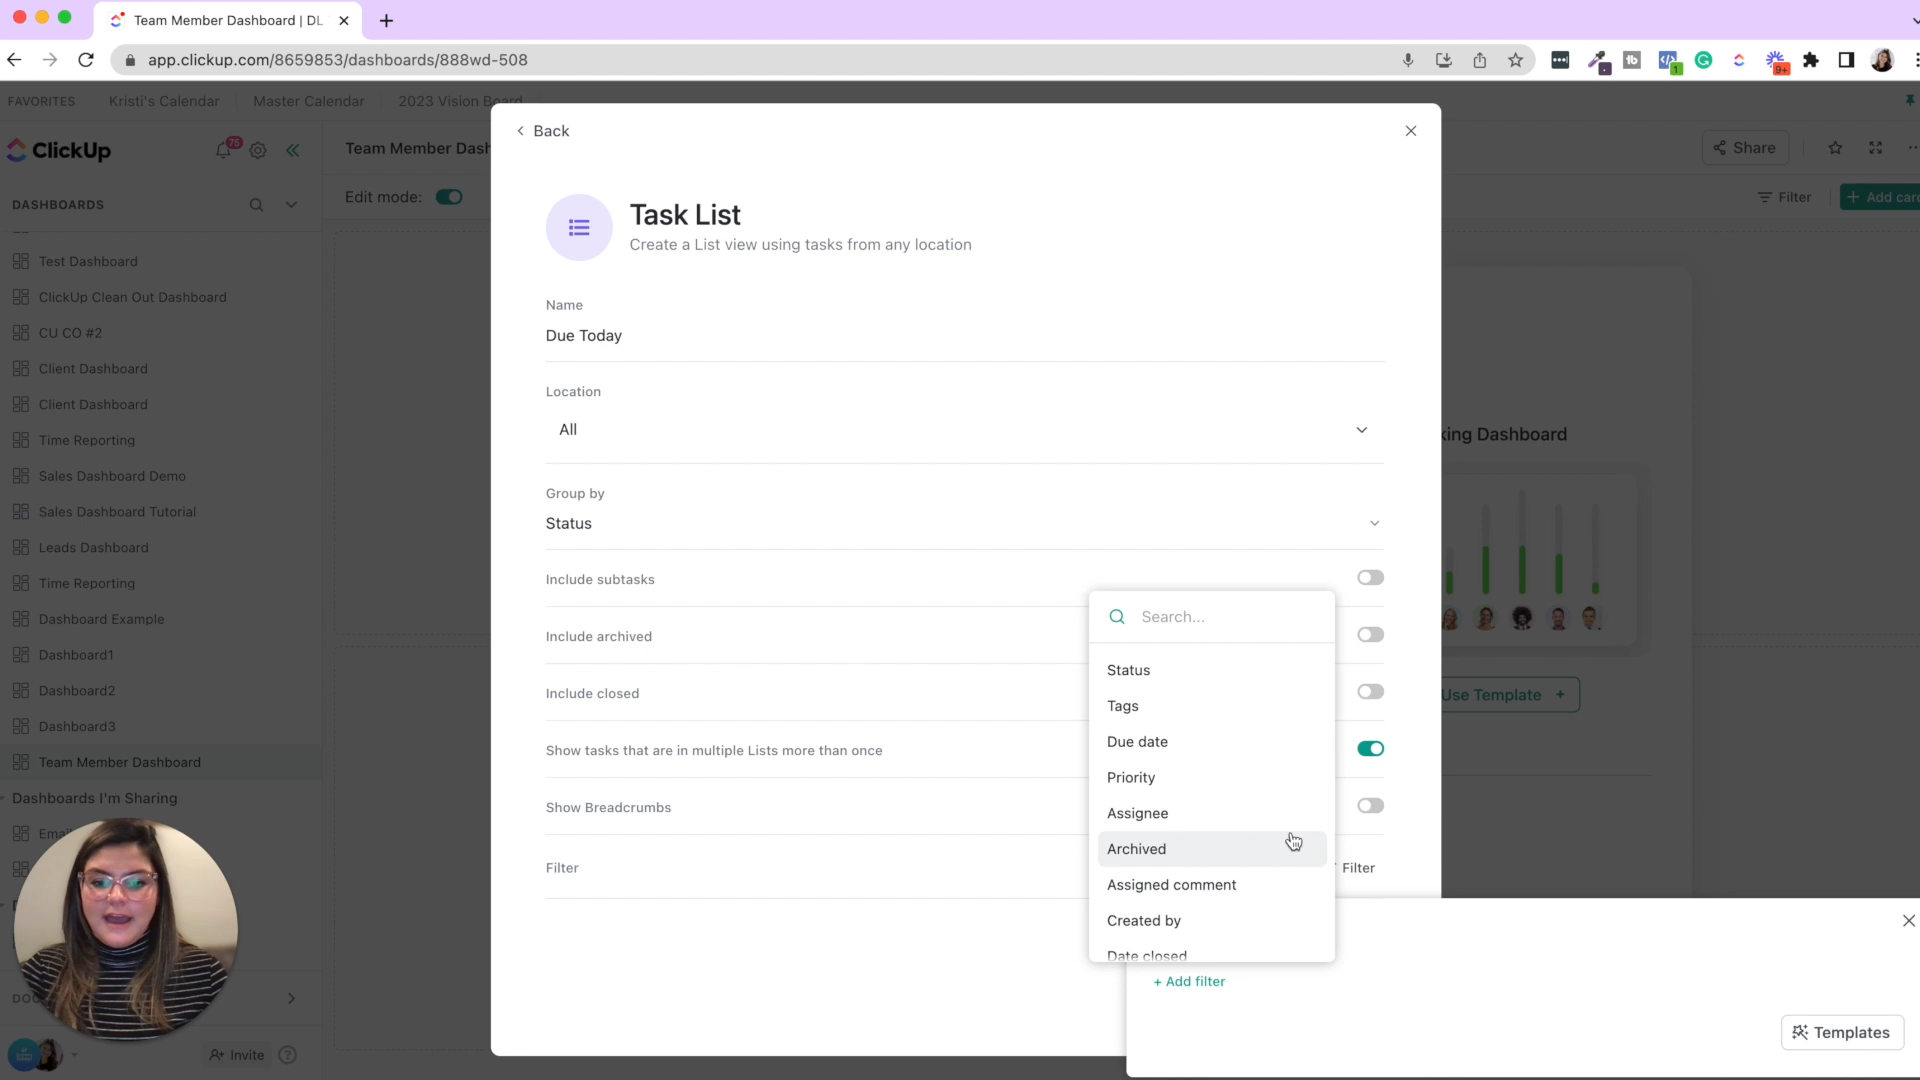 Team Member Dashboard | DL
app.clickup.com/8659853/dashboards/888wd-508
1
9+
FAVORITES
Kristi's Calendar
Master Calendar
2023 Vision Board
ClickUp
75
Team Member Dash
Share
DASHBOARDS
Edit mode:
Filter
+ Add card
Test Dashboard
ClickUp Clean Out Dashboard
CU CO #2
Client Dashboard
Client Dashboard
Time Reporting
Sales Dashboard Demo
Sales Dashboard Tutorial
Leads Dashboard
Time Reporting
Dashboard Example
Dashboard1
Dashboard2
Dashboard3
Team Member Dashboard
Dashboards I'm Sharing
Emai
Invite
Back
Task List
Create a List view using tasks from any location
Name
Due Today
Location
All
Group by
Status
Include subtasks
Include archived
Include closed
Show tasks that are in multiple Lists more than once
Show Breadcrumbs
Filter
Filter
Search...
Status
Tags
Due date
Priority
Assignee
Archived
Assigned comment
Created by
Date closed
+ Add filter
king Dashboard
Use Template +
Templates